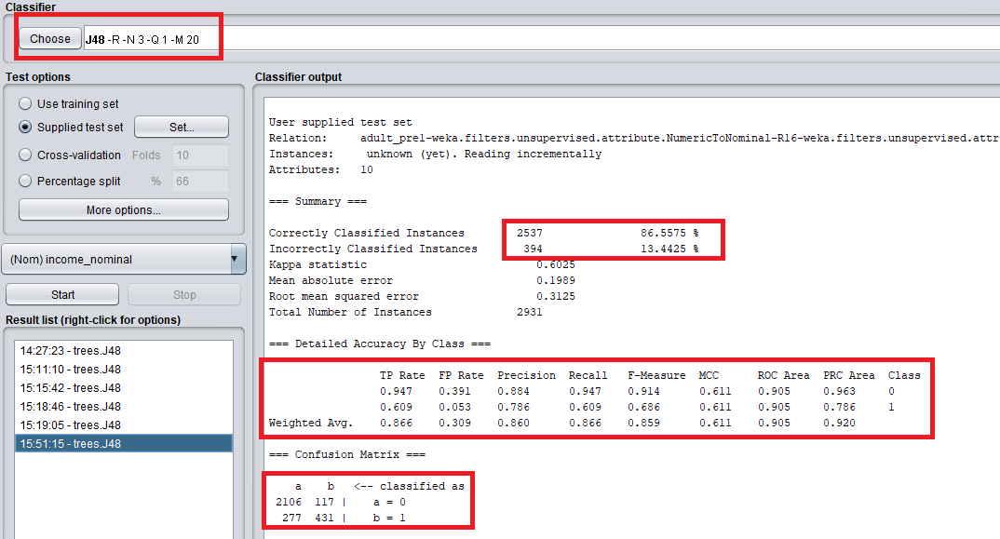 Classifier
Choose J48 -R -N 3 -Q 1 -M 20
Test options
Use training set
Supplied test set Set...
Cross-validation Folds 10
Percentage split % 66
More options...
(Nom) income_nominal
Start Stop
Result list (right-click for options)
14:27:23 - trees.J48
15:11:10 - trees.J48
15:15:42 - trees.J48
15:18:46 - trees.J48
15:19:05 - trees.J48
15:51:15 - trees.J48
Classifier output
User supplied test set
Relation: adult_pre1-weka.filters.unsupervised.attribute.NumericToNominal-R16-weka.filters.unsupervised.attr
Instances: unknown (yet). Reading incrementally
Attributes: 10
=== Summary ===
Correctly Classified Instances 2537 86.5575 %
Incorrectly Classified Instances 394 13.4425 %
Kappa statistic 0.6025
Mean absolute error 0.1989
Root mean squared error 0.3125
Total Number of Instances 2931
=== Detailed Accuracy By Class ===
TP Rate FP Rate Precision Recall F-Measure MCC ROC Area PRC Area Class
0.947 0.391 0.884 0.947 0.914 0.611 0.905 0.963 0
0.609 0.053 0.786 0.609 0.686 0.611 0.905 0.786 1
Weighted Avg. 0.866 0.309 0.860 0.866 0.859 0.611 0.905 0.920
=== Confusion Matrix ===
a b <-- classified as
2106 117 | a = 0
277 431 | b = 1